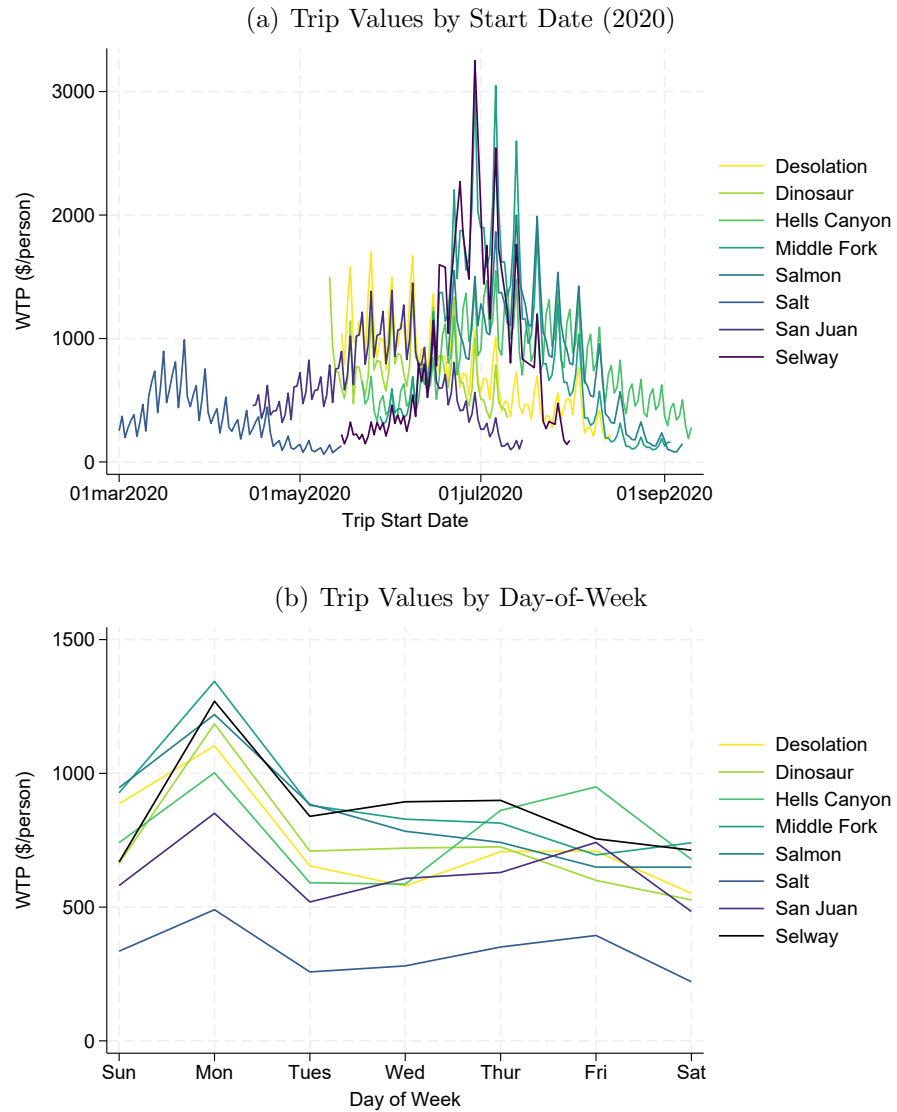 (a) Trip Values by Start Date (2020)
WTP ($/person)
3000
2000
1000
0
01mar2020
01may2020
01jul2020
01sep2020
Trip Start Date
Desolation
Dinosaur
Hells Canyon
Middle Fork
Salmon
Salt
San Juan
Selway
(b) Trip Values by Day-of-Week
WTP ($/person)
1500
1000
500
0
Sun
Mon
Tues
Wed
Thur
Fri
Sat
Day of Week
Desolation
Dinosaur
Hells Canyon
Middle Fork
Salmon
Salt
San Juan
Selway